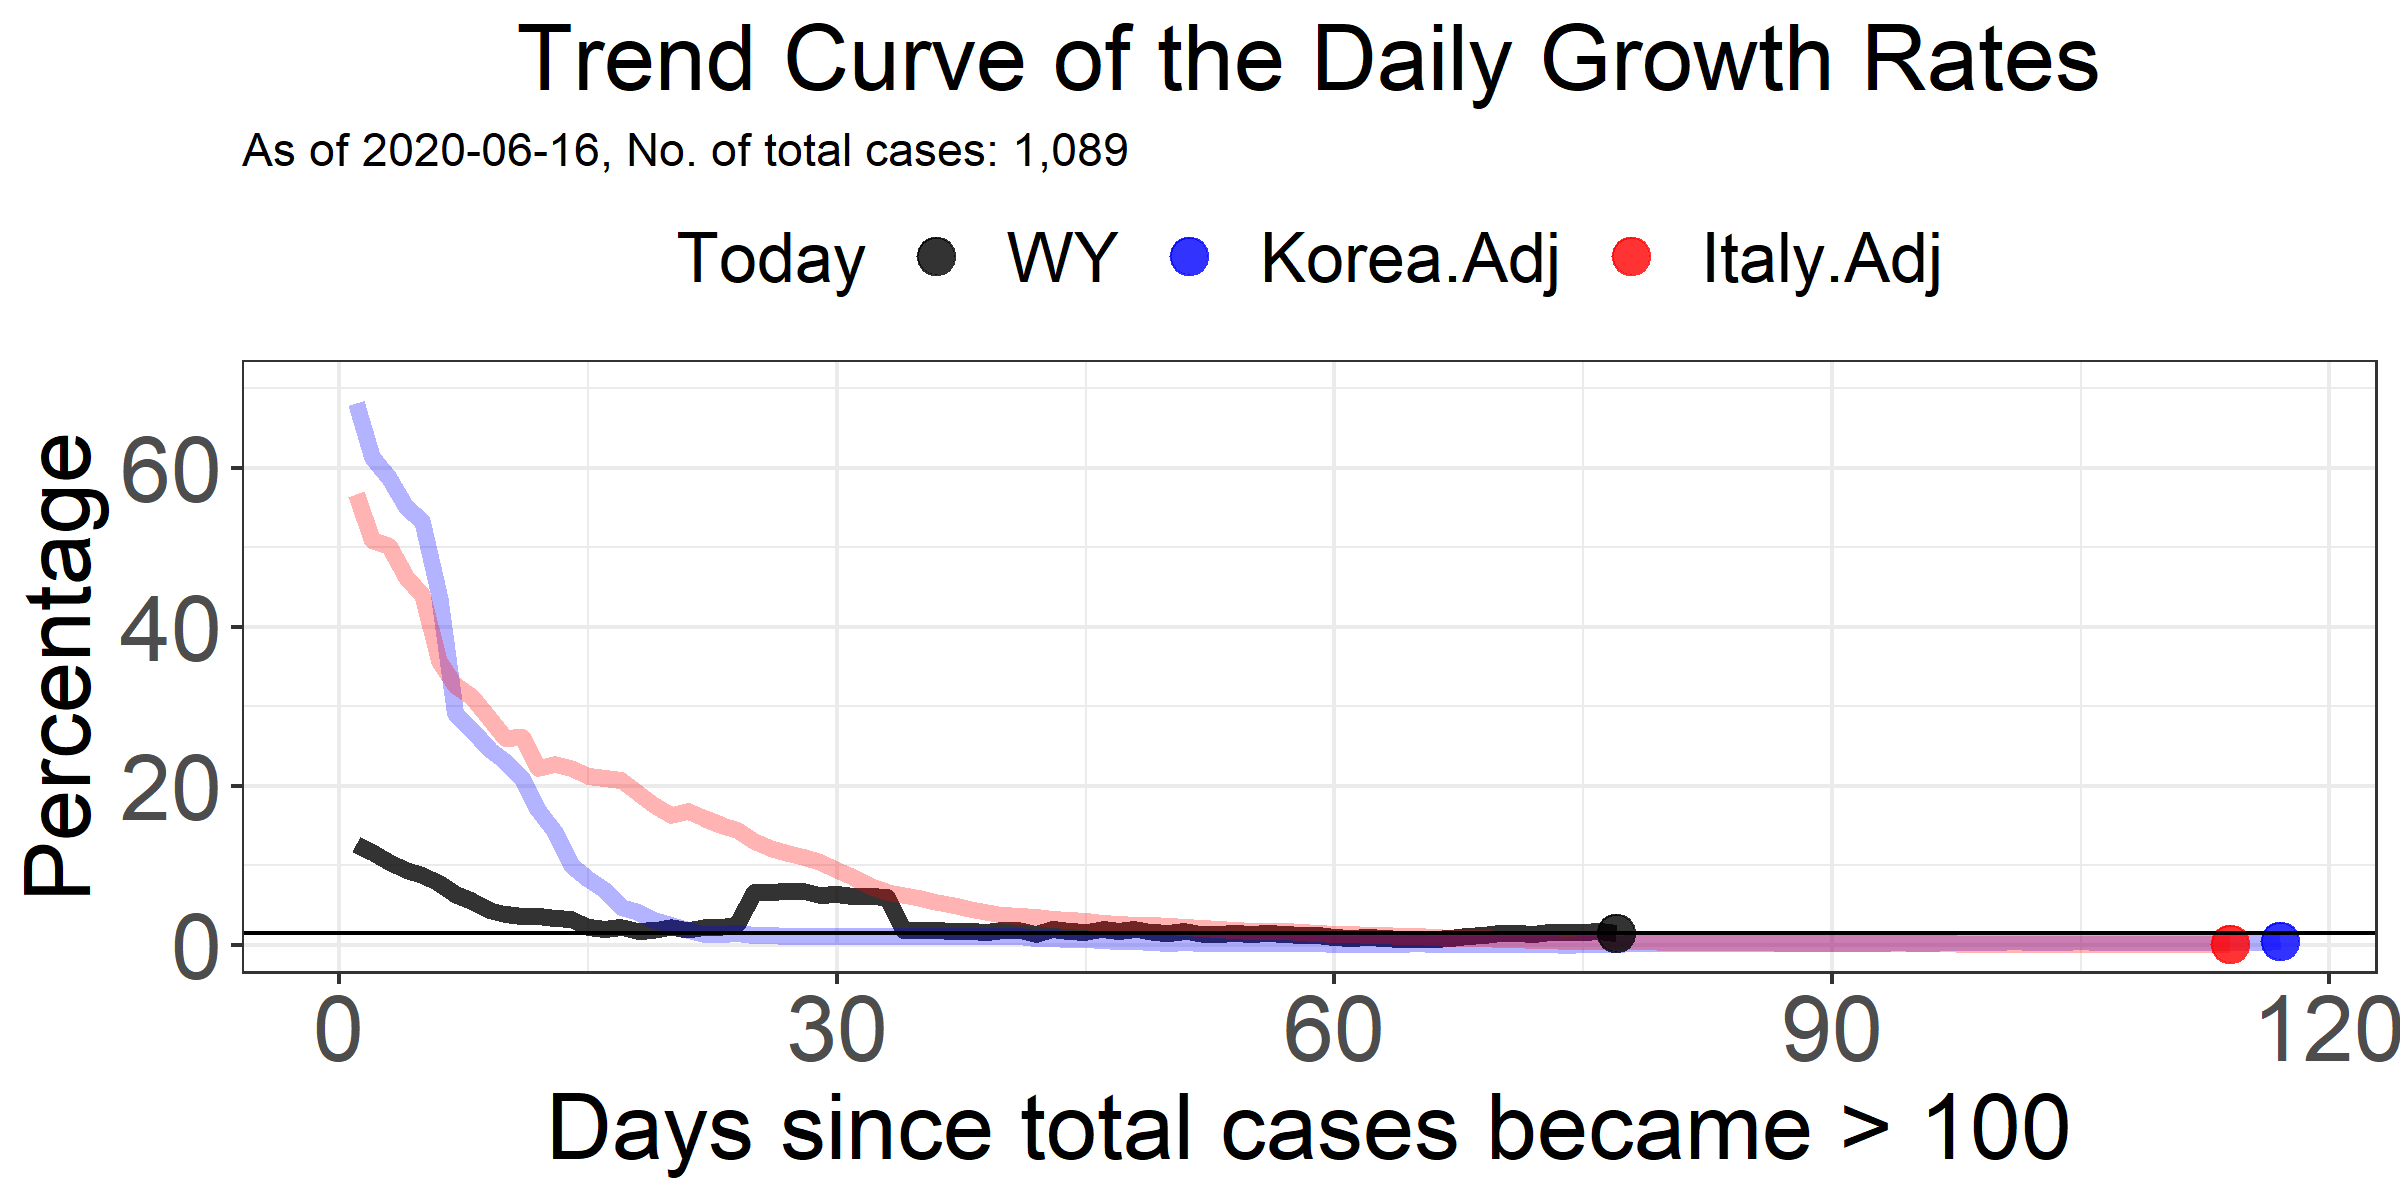 Trend Curve of the Daily Growth Rates
As of 2020-06-16, No. of total cases: 1,089
Today WY Korea.Adj Italy.Adj
Percentage
60
40
20
0
0 30 60 90 120
Days since total cases became > 100